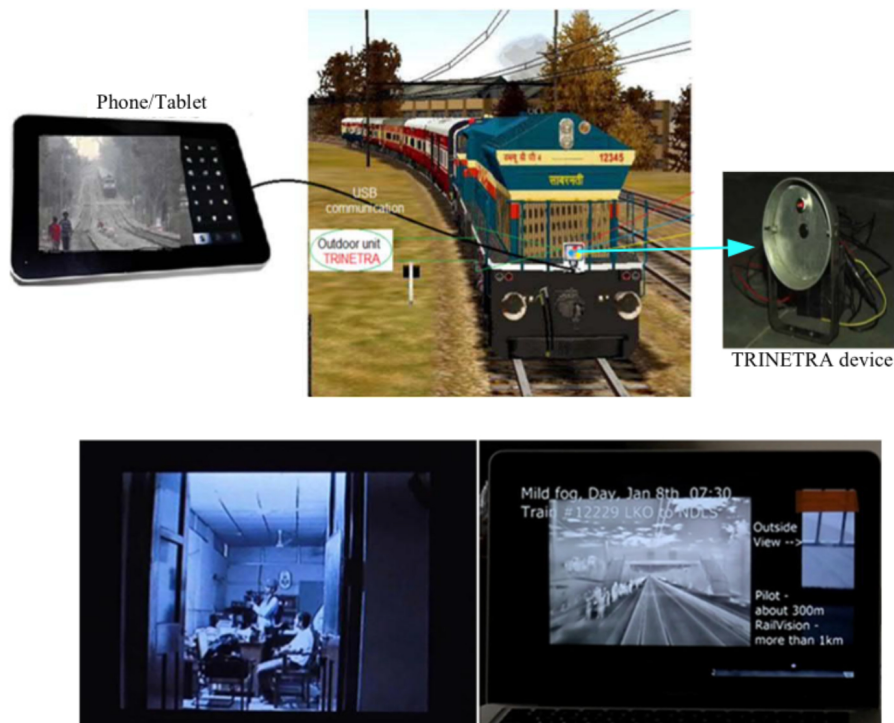 Phone/Tablet
USB
communication
Outdoor unit
TRINETRA
12345
साबरमती
TRINETRA device
Mild fog, Day, Jan 8th, 07:30
Train #12229 LKO to NDLS
Outside
View -->
Pilot -
about 300m
RailVision -
more than 1km